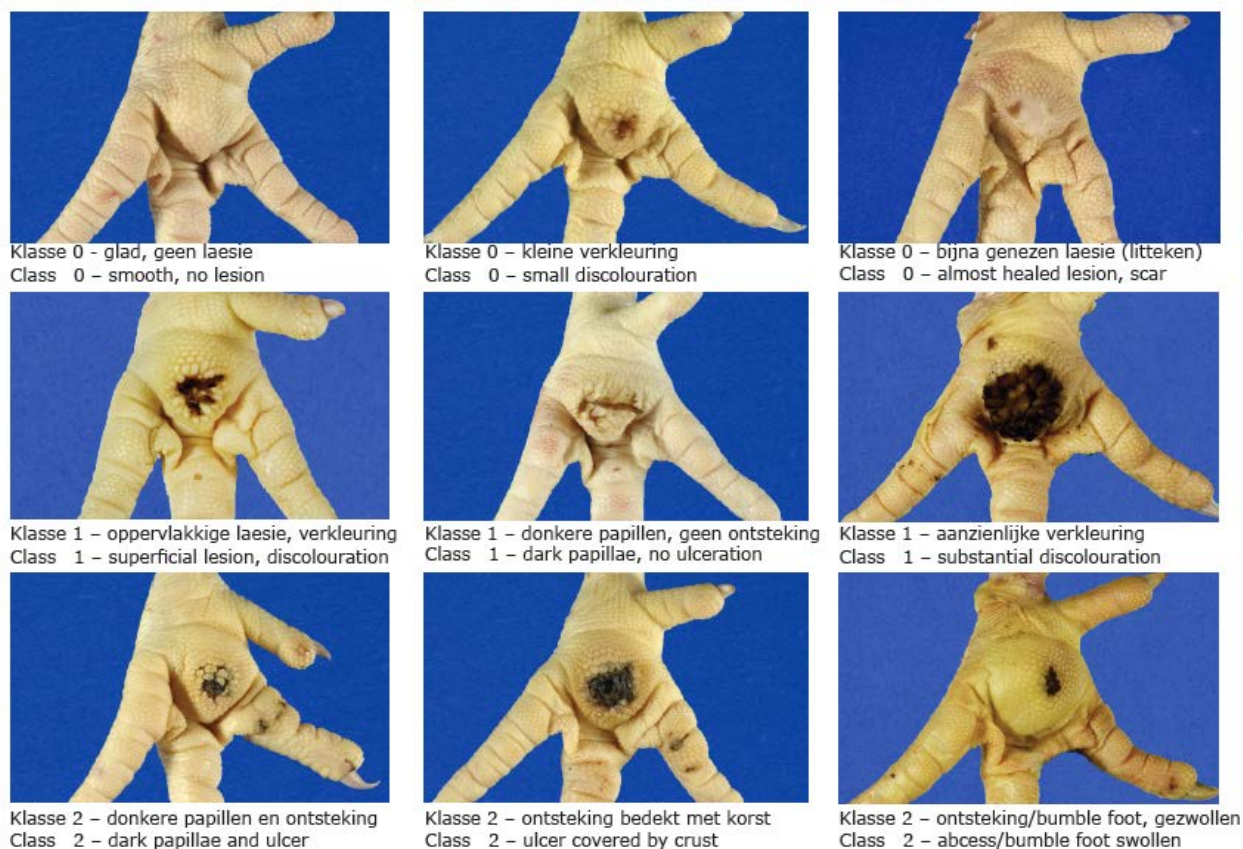 Klasse 0 - glad, geen laesie
Class 0 – smooth, no lesion
Klasse 0 – kleine verkleuring
Class 0 – small discolouration
Klasse 0 – bijna genezen laesie (litteken)
Class 0 – almost healed lesion, scar
Klasse 1 – oppervlakkige laesie, verkleuring
Class 1 – superficial lesion, discolouration
Klasse 1 – donkere papillen, geen ontsteking
Class 1 – dark papillae, no ulceration
Klasse 1 – aanzienlijke verkleuring
Class 1 – substantial discolouration
Klasse 2 – donkere papillen en ontsteking
Class 2 – dark papillae and ulcer
Klasse 2 – ontsteking bedekt met korst
Class 2 – ulcer covered by crust
Klasse 2 – ontsteking/bumble foot, gezwollen
Class 2 – abcess/bumble foot swollen